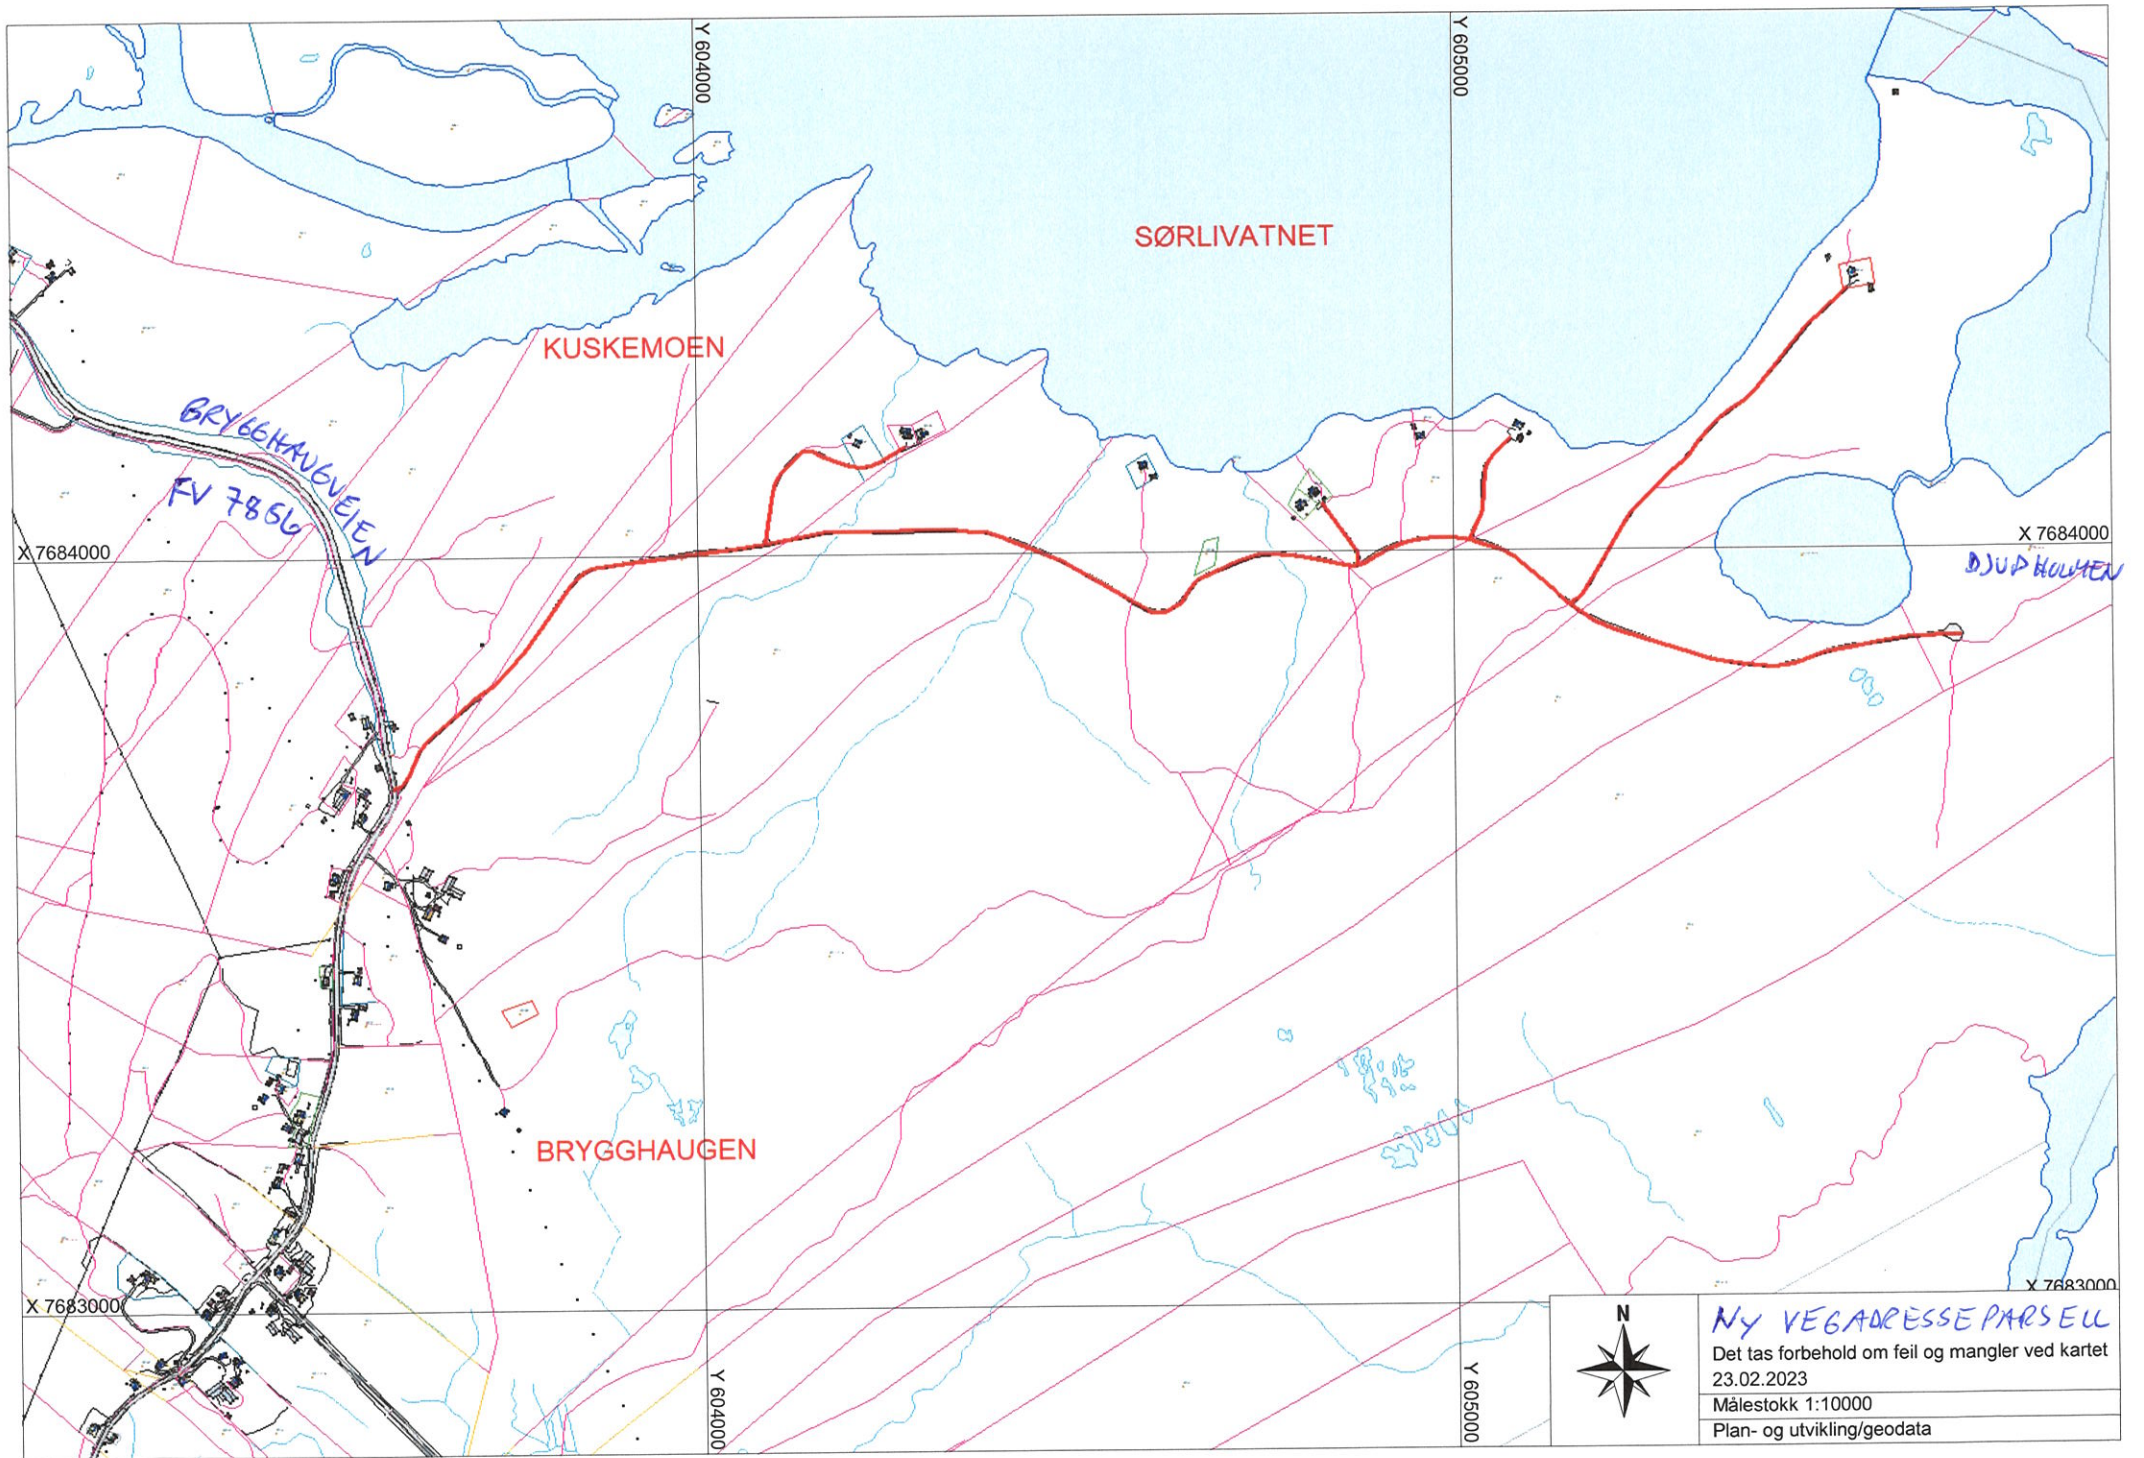 Y 604000
Y 605000
SØRLIVATNET
KUSKEMOEN
BRYGGHAUGVEIEN
FV 7856
X 7684000
X 7684000
DJUPHOLMEN
BRYGGHAUGEN
X 7683000
X 7683000
Y 604000
Y 605000
N
NY VEGADRESSEPARSELL
Det tas forbehold om feil og mangler ved kartet
23.02.2023
Målestokk 1:10000
Plan- og utvikling/geodata